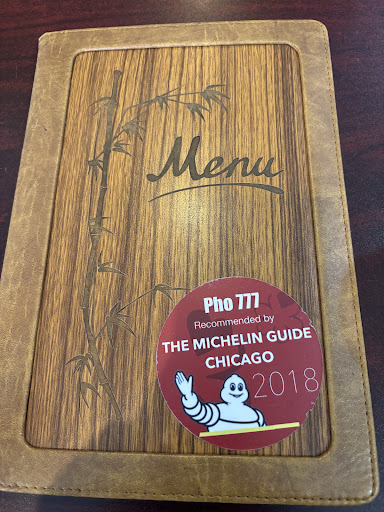 Menu
Pho 777
Recommended by
THE MICHELIN GUIDE
CHICAGO
2018